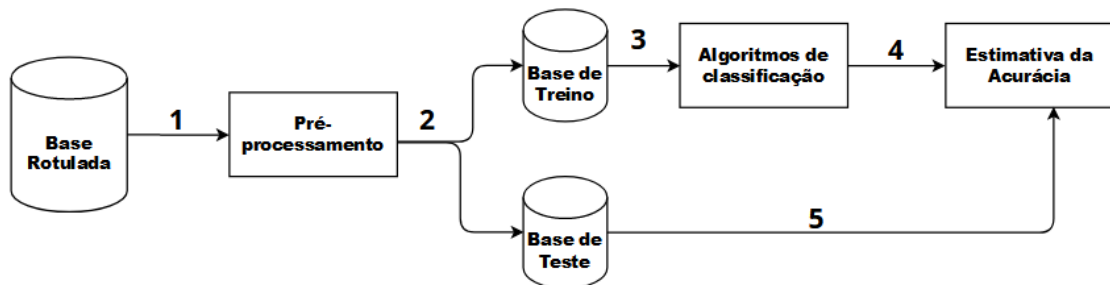 Base
Rotulada
1
Pré-
processamento
2
Base de
Treino
3
Algoritmos de
classificação
4
Estimativa da
Acurácia
Base de
Teste
5